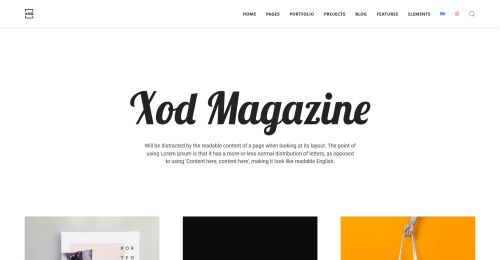 xod
HOME PAGES PORTFOLIO PROJECTS BLOG FEATURES ELEMENTS
Xod Magazine
Will be distracted by the readable content of a page when looking at its layout. The point of
using Lorem Ipsum is that it has a more-or-less normal distribution of letters, as opposed
to using 'Content here, content here', making it look like readable English.
POR
TFO